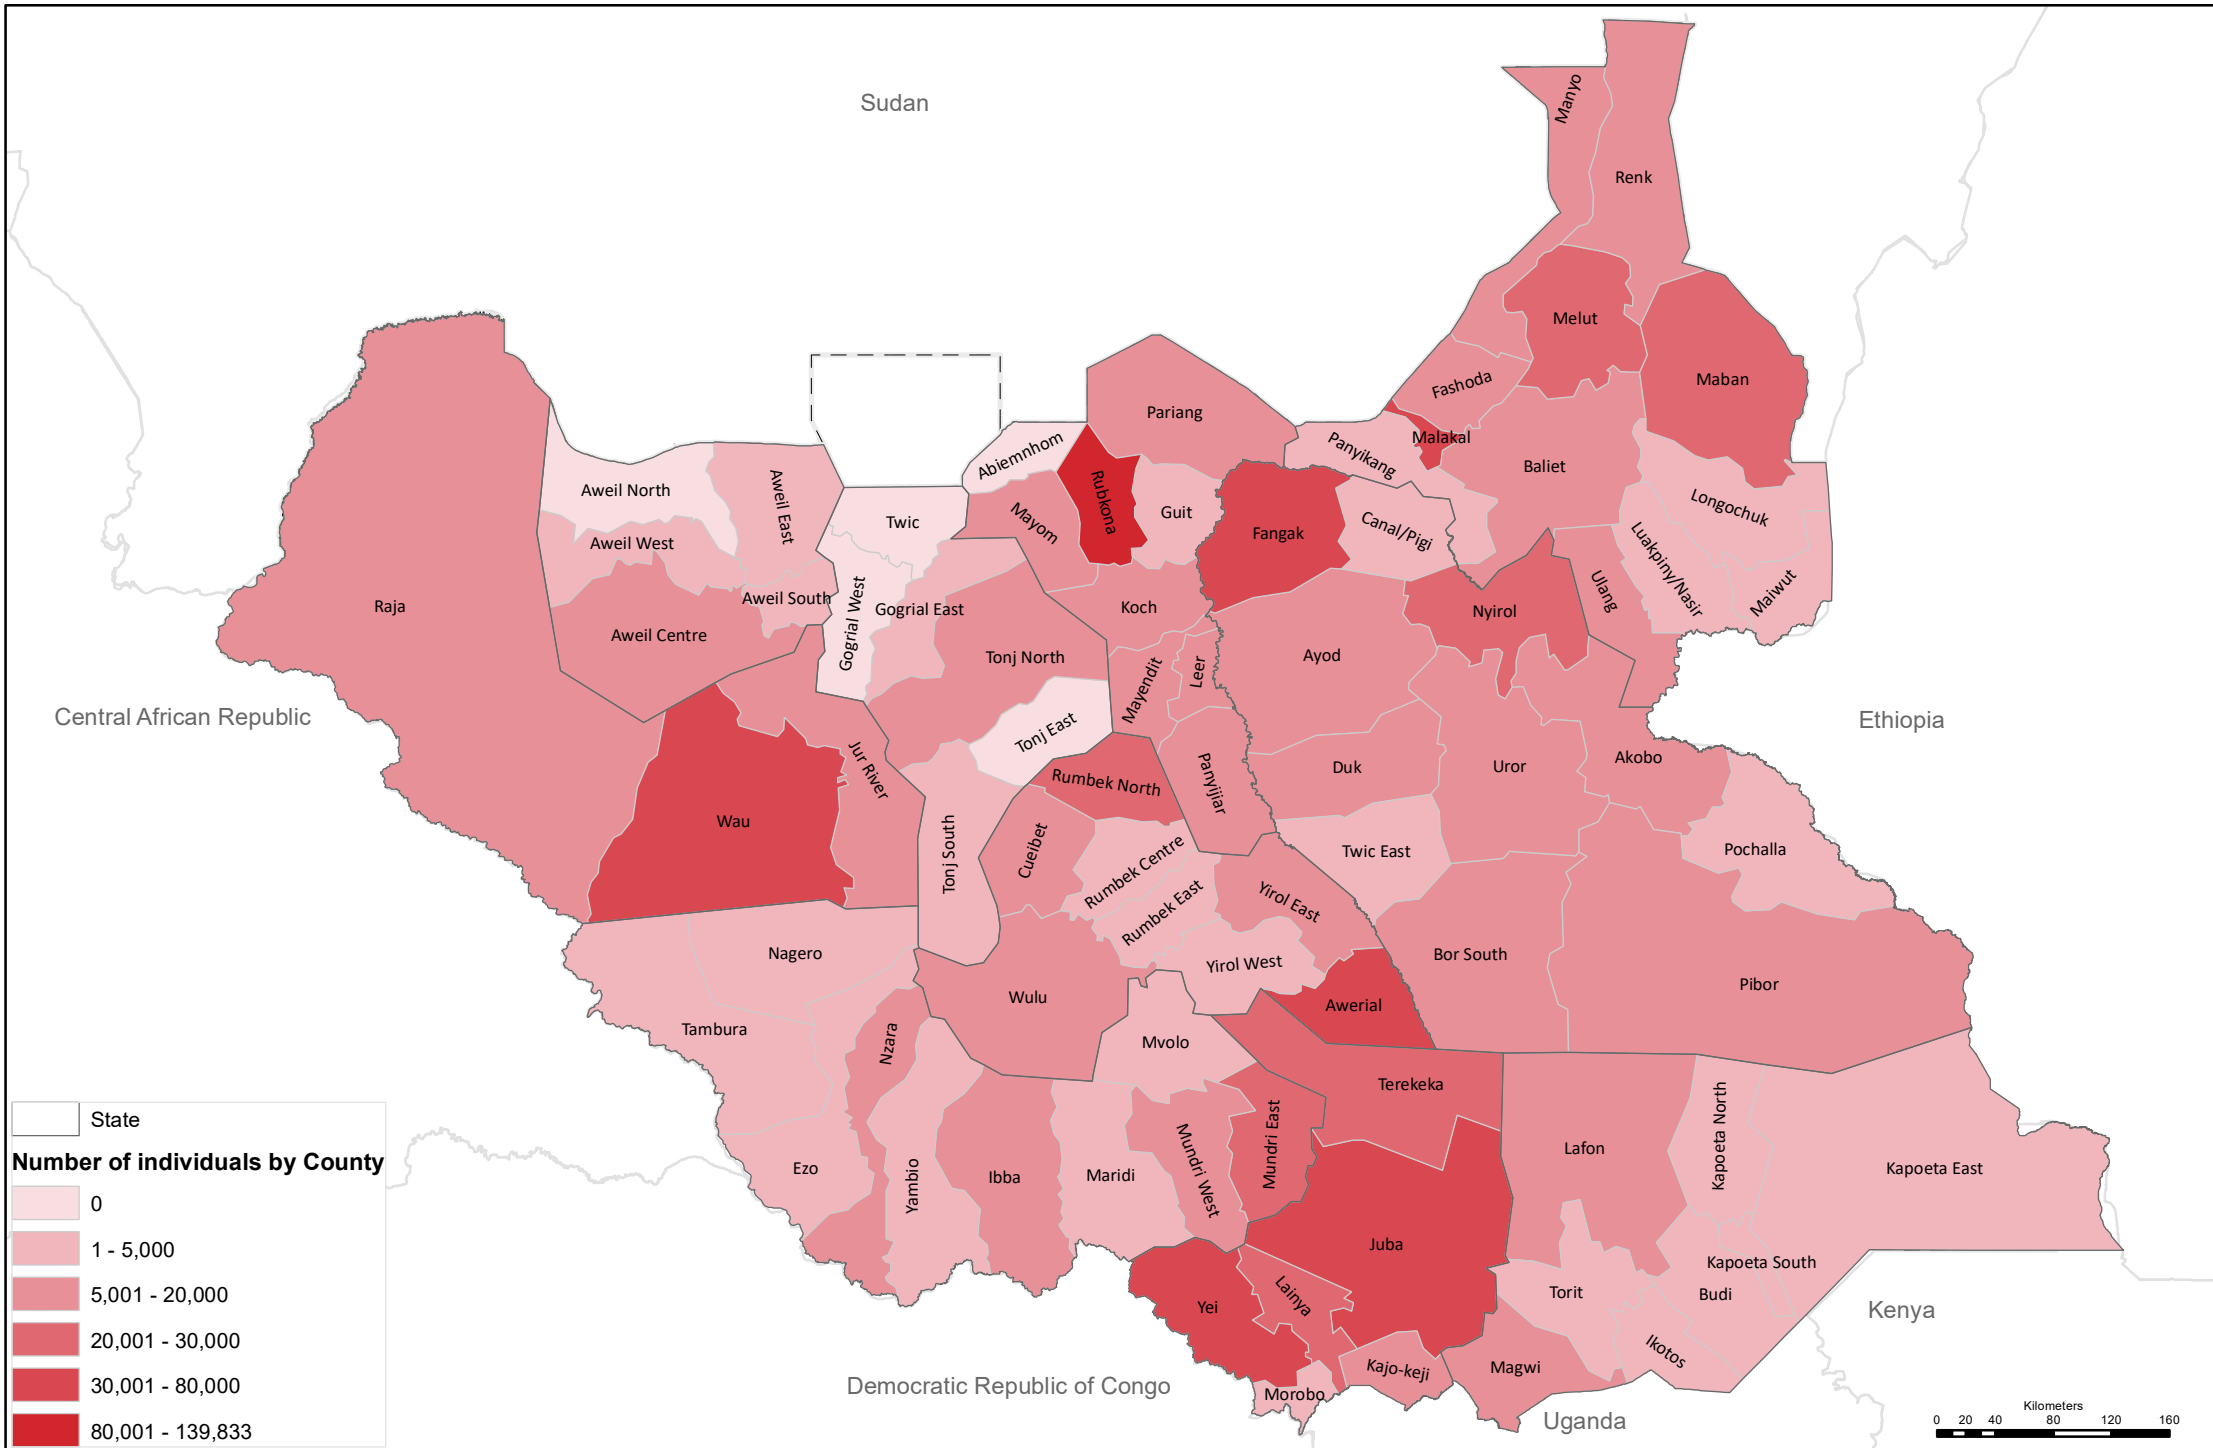 Sudan
Manyo
Renk
Melut
Maban
Fashoda
Pariang
Malakal
Panyikang
Baliet
Abiemnhom
Aweil North
Aweil East
Twic
Mayom
Rubkona
Guit
Fangak
Canal/Pigi
Longochuk
Luakpiny/Nasir
Maiwut
Ulang
Nyirol
Aweil West
Raja
Aweil South
Aweil Centre
Gogrial West
Gogrial East
Koch
Tonj North
Mayendit
Leer
Ayod
Central African Republic
Ethiopia
Tonj East
Jur River
Rumbek North
Panyijiar
Duk
Uror
Akobo
Wau
Tonj South
Cueibet
Rumbek Centre
Twic East
Pochalla
Rumbek East
Yirol East
Nagero
Yirol West
Bor South
Pibor
Wulu
Awerial
Tambura
Nzara
Mvolo
Terekeka
Ezo
Yambio
Ibba
Maridi
Mundri West
Mundri East
Lafon
Kapoeta North
Kapoeta East
Juba
Kapoeta South
Torit
Budi
Yei
Lainya
Kenya
Ikotos
Magwi
Kajo-keji
Morobo
Democratic Republic of Congo
Uganda
State
Number of individuals by County
0
1 - 5,000
5,001 - 20,000
20,001 - 30,000
30,001 - 80,000
80,001 - 139,833
Kilometers
0 20 40 80 120 160